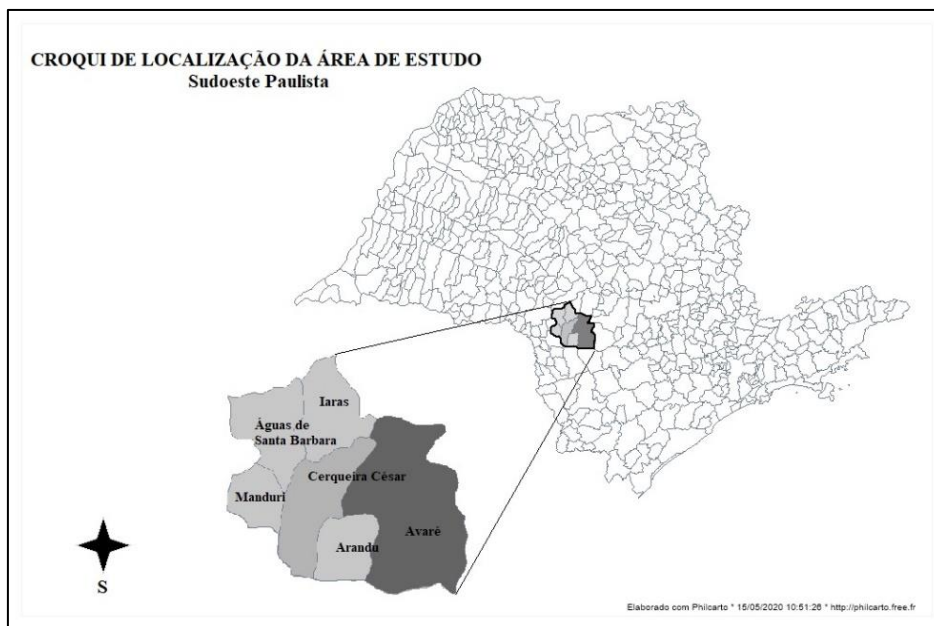 CROQUI DE LOCALIZAÇÃO DA ÁREA DE ESTUDO
Sudoeste Paulista
Iaras
Águas de
Santa Barbara
Cerqueira César
Manduri
Avaré
Arandu
S
Elaborado com Philcarto * 15/05/2020 10:51:26 * http://philcarto.free.fr